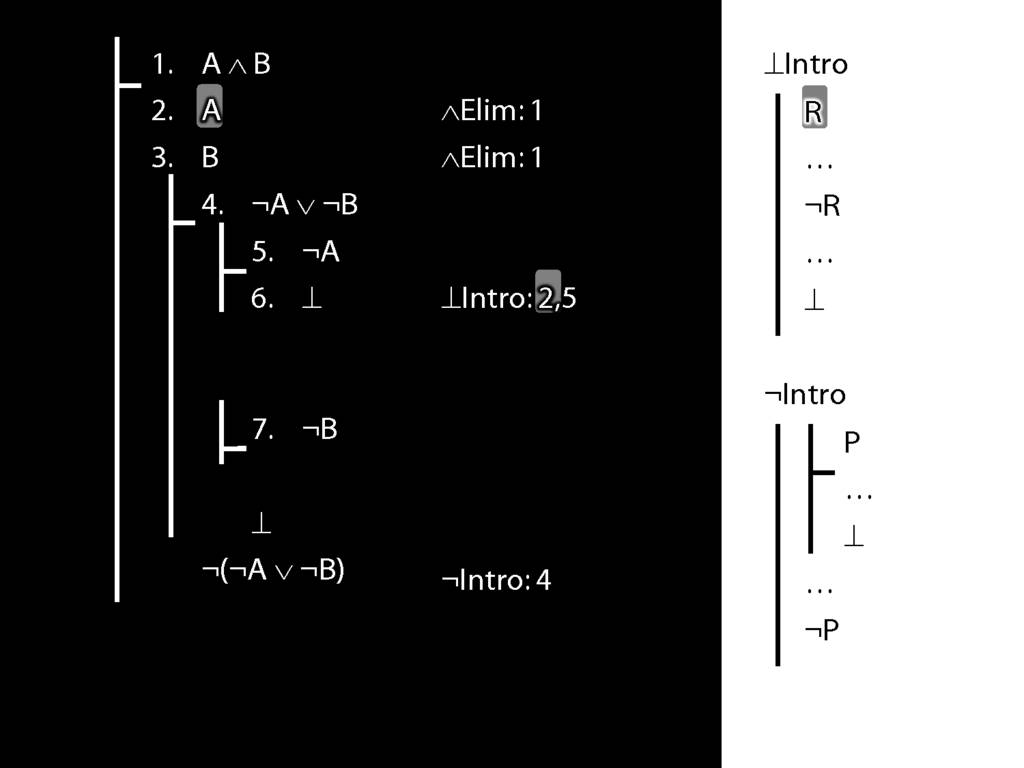 1. A ∧ B
2. A ∧Elim: 1
3. B ∧Elim: 1
4. ¬A ∨ ¬B
5. ¬A
6. ⊥ ⊥Intro: 2,5
7. ¬B
⊥
¬(¬A ∨ ¬B) ¬Intro: 4
⊥Intro
R
...
¬R
...
⊥
¬Intro
P
...
⊥
...
¬P